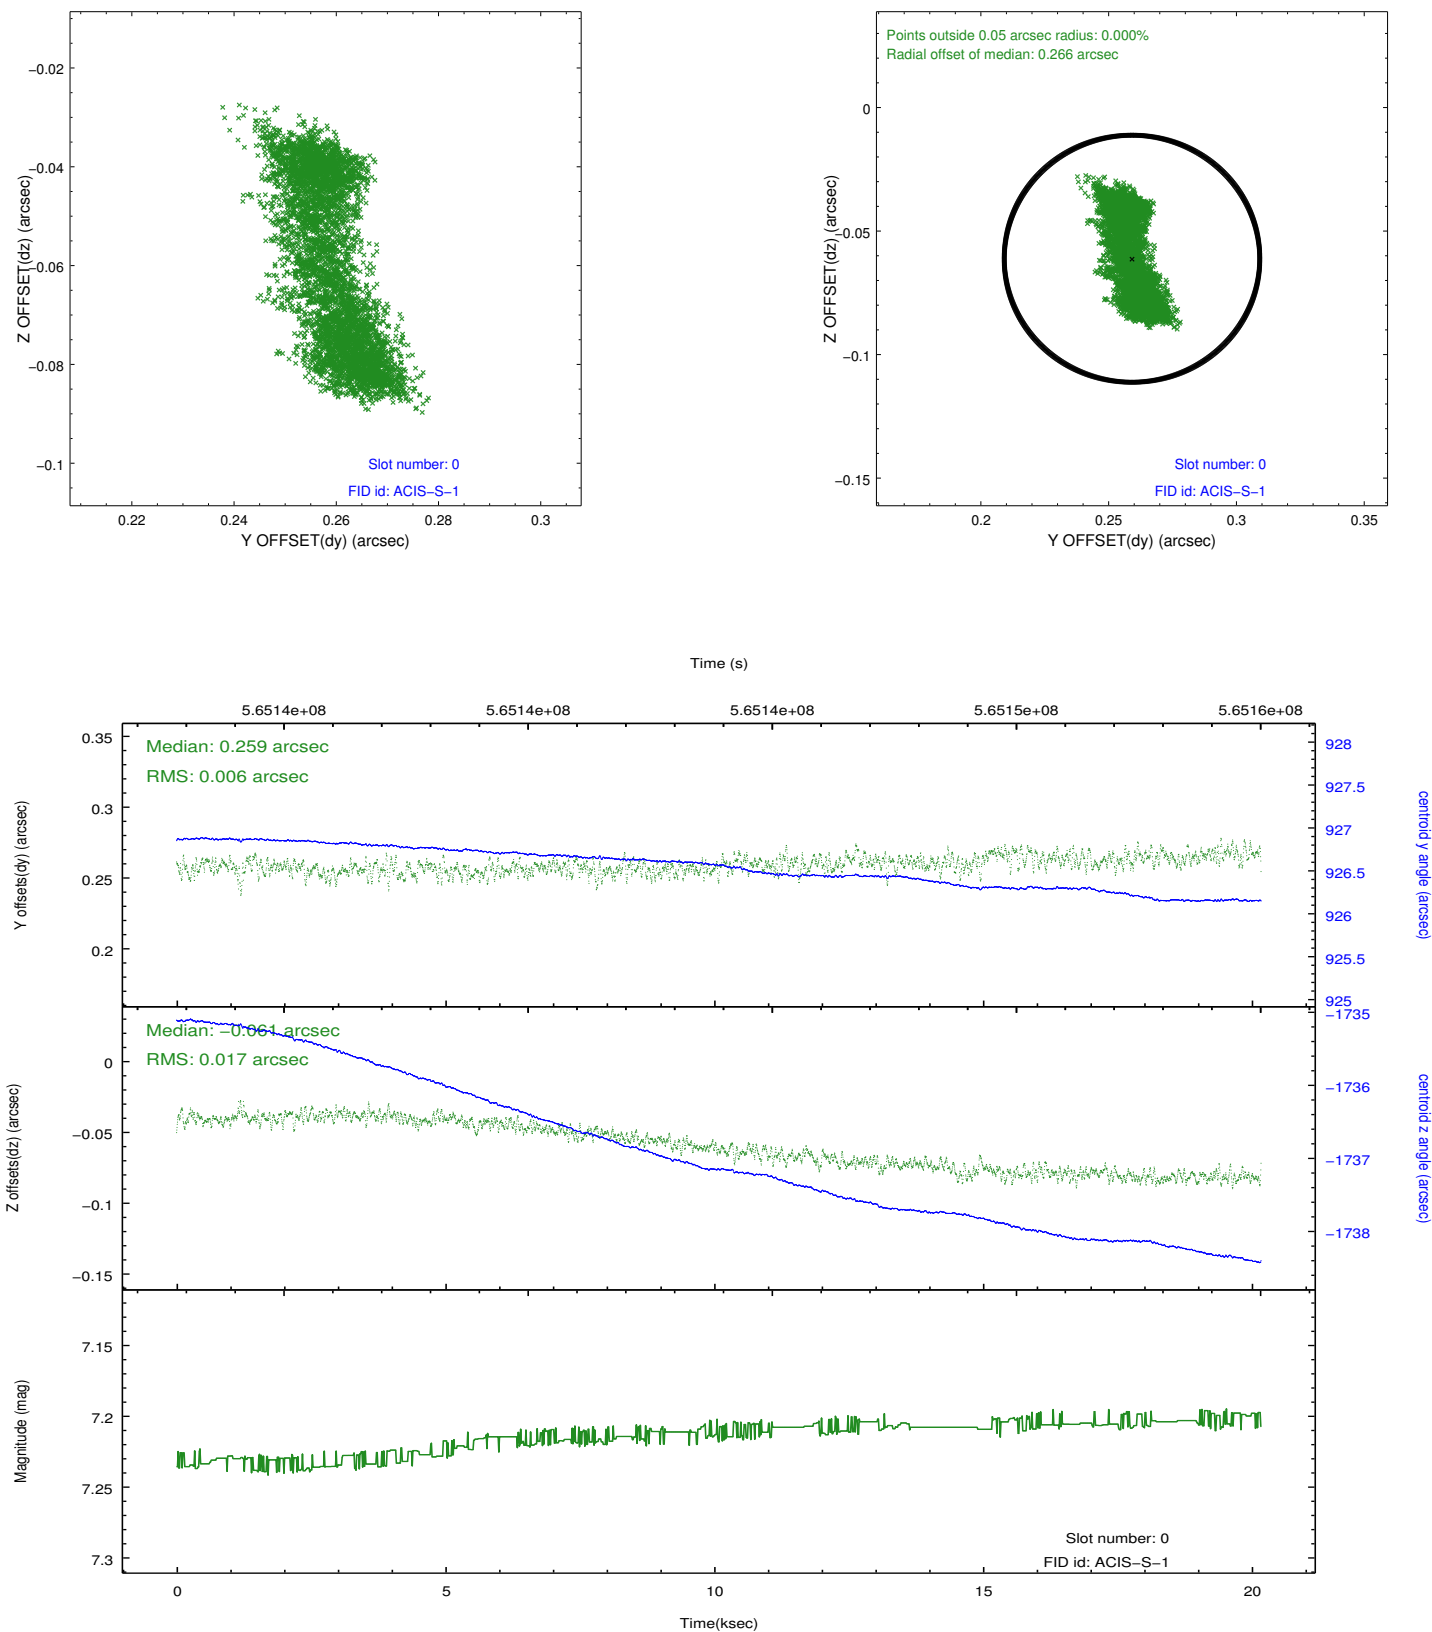 −0.02
−0.04
−0.06
−0.08
−0.1
Z OFFSET(dz) (arcsec)
Slot number: 0
FID id: ACIS−S−1
0.22
0.24
0.26
0.28
0.3
Y OFFSET(dy) (arcsec)
Points outside 0.05 arcsec radius: 0.000%
Radial offset of median: 0.266 arcsec
0
−0.05
−0.1
−0.15
Z OFFSET(dz) (arcsec)
Slot number: 0
FID id: ACIS−S−1
0.2
0.25
0.3
0.35
Y OFFSET(dy) (arcsec)
Time (s)
5.6514e+08
5.6514e+08
5.6514e+08
5.6515e+08
5.6516e+08
Median: 0.259 arcsec
RMS: 0.006 arcsec
0.35
0.3
0.25
0.2
Y offsets(dy) (arcsec)
928
927.5
927
926.5
926
925.5
925
centroid y angle (arcsec)
Median: −0.061 arcsec
RMS: 0.017 arcsec
0
−0.05
−0.1
−0.15
Z offsets(dz) (arcsec)
−1735
−1736
−1737
−1738
centroid z angle (arcsec)
7.15
7.2
7.25
7.3
Magnitude (mag)
Slot number: 0
FID id: ACIS−S−1
0
5
10
15
20
Time(ksec)